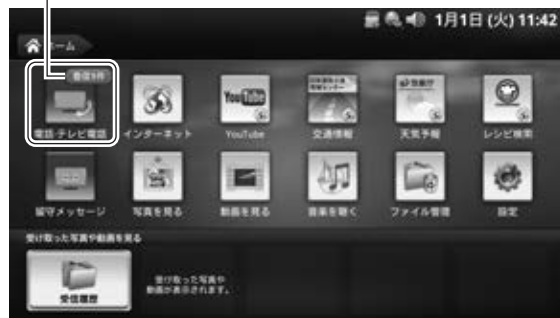 1月1日 (火) 11:42
ホーム
着信9件
電話・テレビ電話
インターネット
YouTube
YouTube
交通情報
気象庁
天気予報
レシピ検索
留守メッセージ
写真を見る
動画を見る
音楽を聴く
ファイル管理
設定
受け取った写真や動画を見る
受信履歴
受け取った写真や
動画が表示されます。